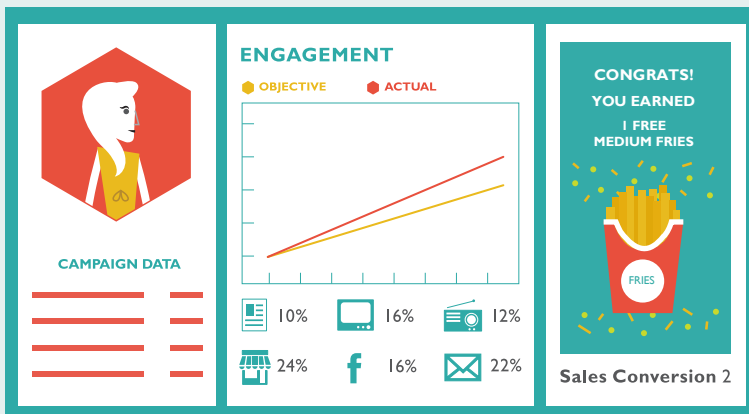 CAMPAIGN DATA
ENGAGEMENT
OBJECTIVE ACTUAL
10% 16% 12%
24% f 16% 22%
CONGRATS!
YOU EARNED
1 FREE
MEDIUM FRIES
FRIES
Sales Conversion 2